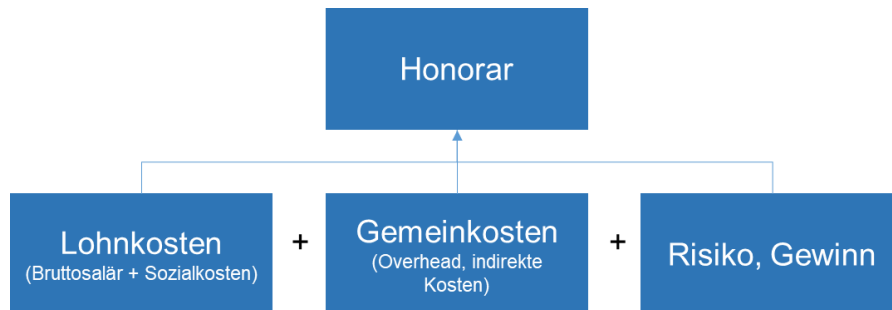 Honorar
Lohnkosten
(Bruttosalär + Sozialkosten)
+
Gemeinkosten
(Overhead, indirekte
Kosten)
+
Risiko, Gewinn